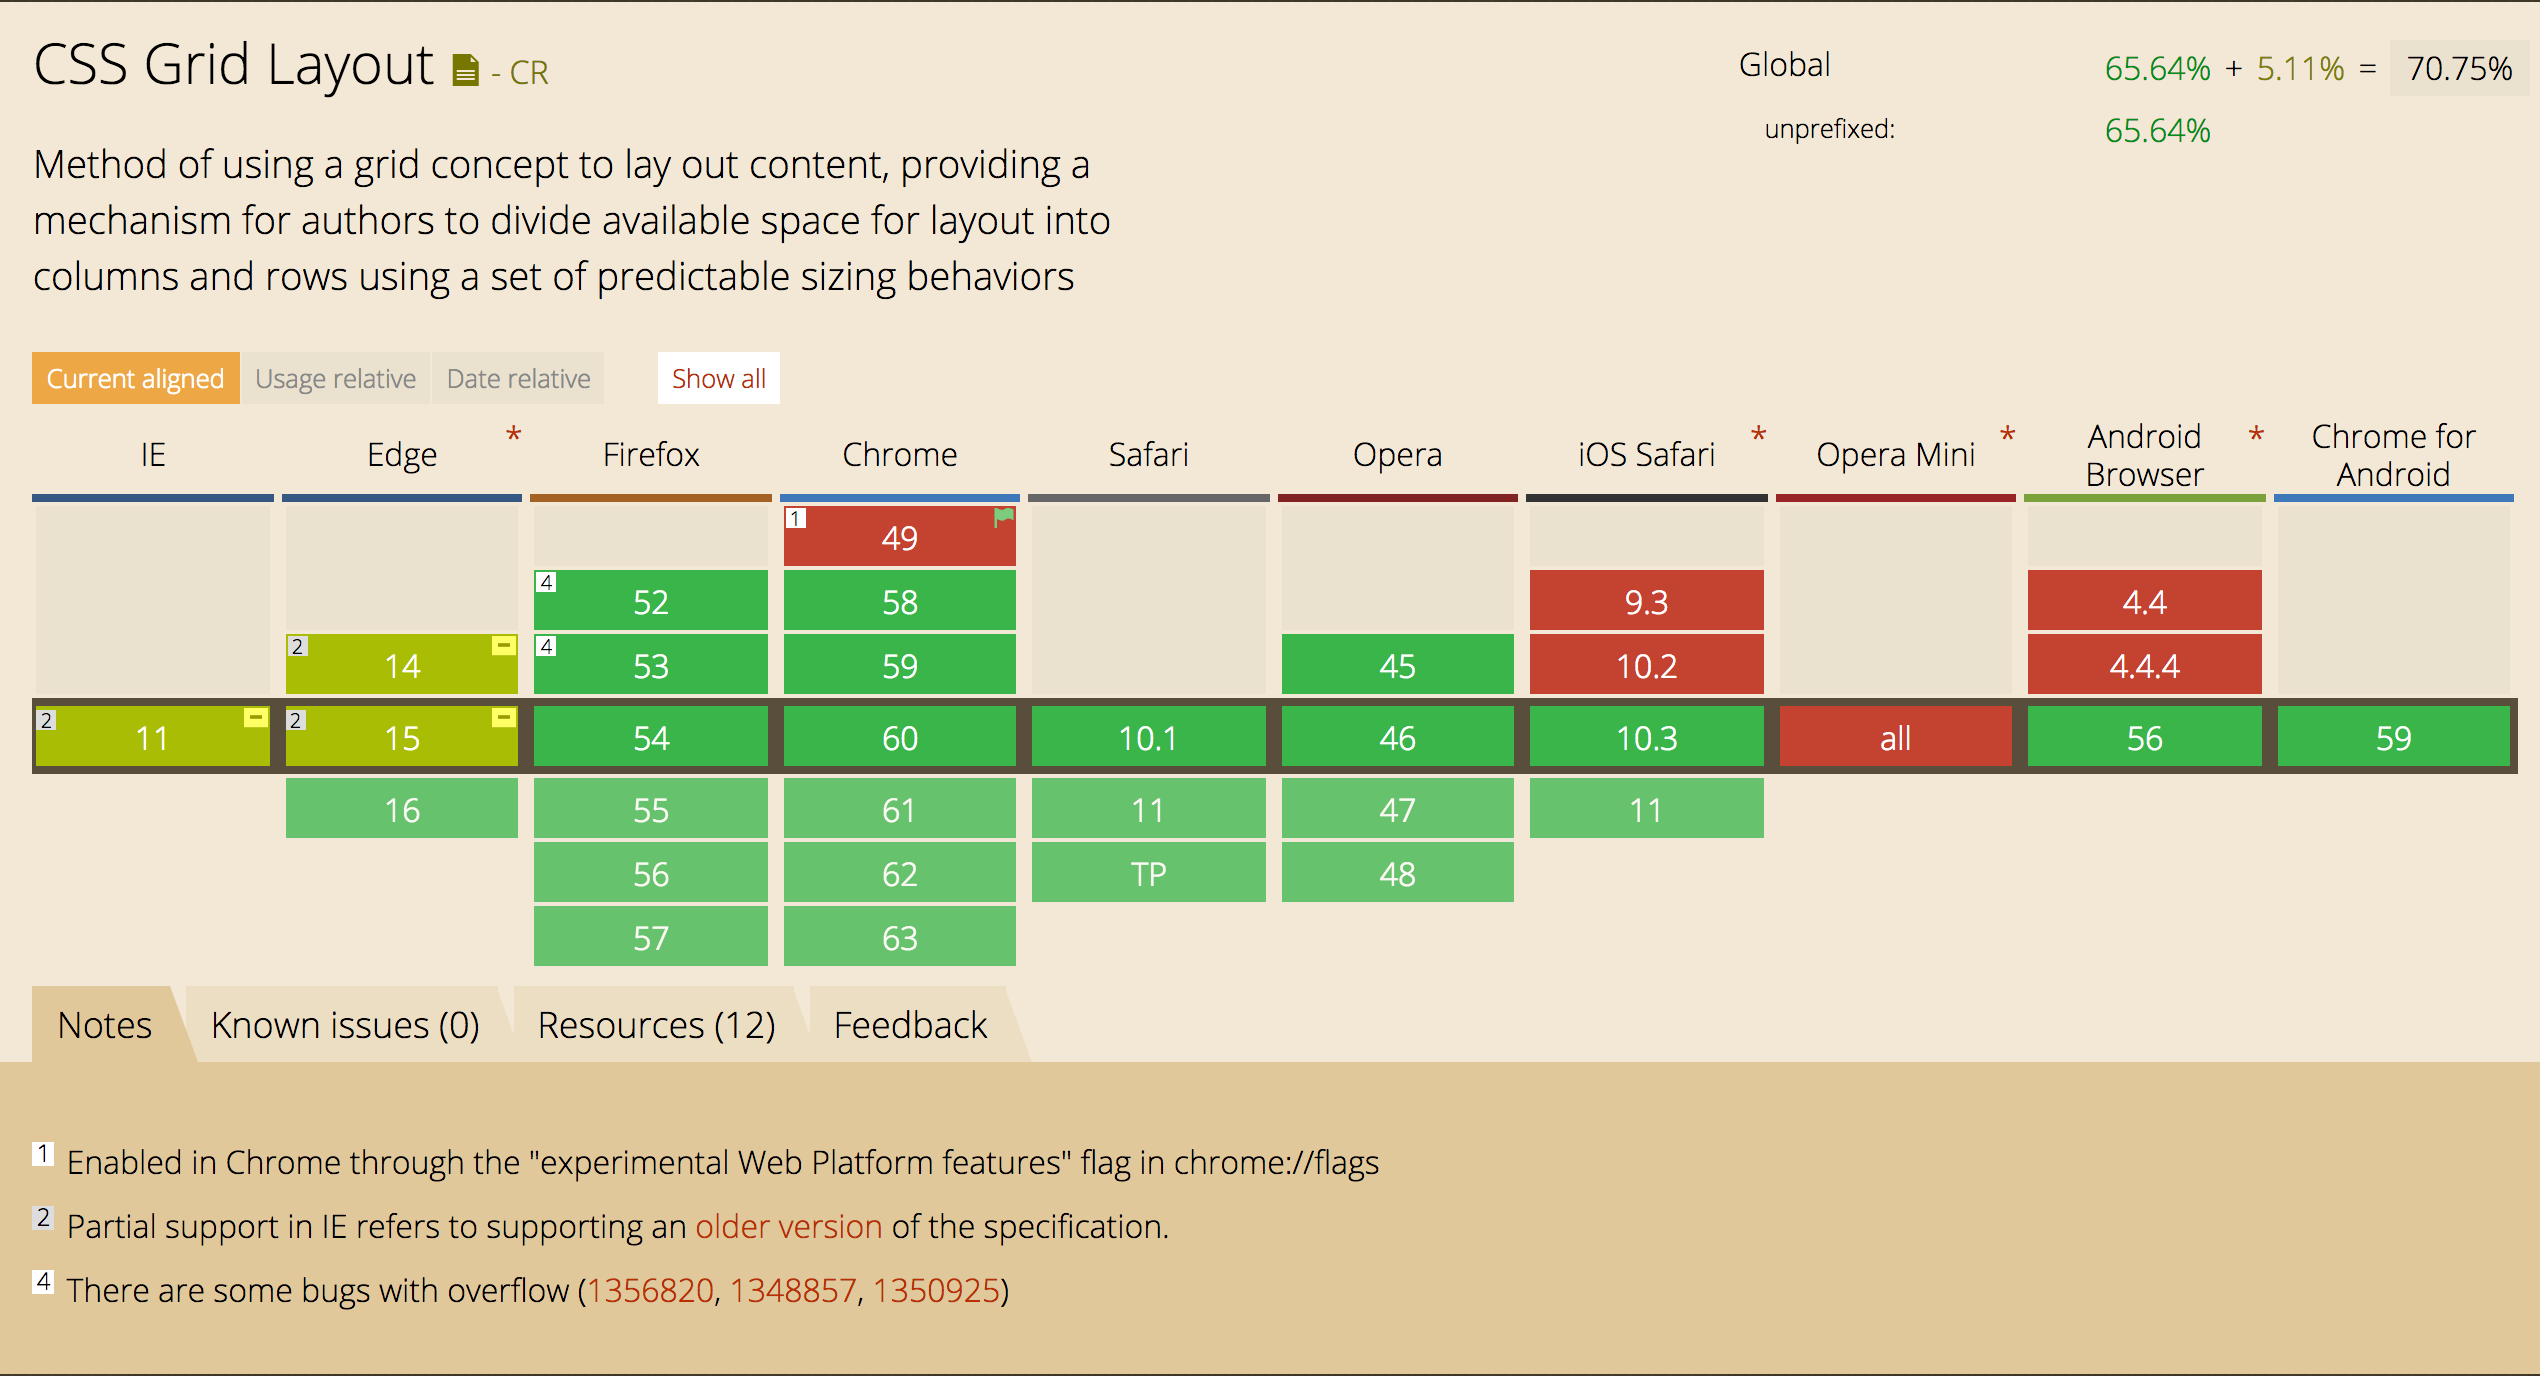 CSS Grid Layout - CR
Global 65.64% + 5.11% = 70.75%
unprefixed: 65.64%
Method of using a grid concept to lay out content, providing a
mechanism for authors to divide available space for layout into
columns and rows using a set of predictable sizing behaviors
Current aligned Usage relative Date relative Show all
IE Edge * Firefox Chrome Safari Opera iOS Safari * Opera Mini * Android Browser * Chrome for Android
1 49
4 52 58 9.3 4.4
2 14 4 53 59 45 10.2 4.4.4
2 11 2 15 54 60 10.1 46 10.3 all 56 59
16 55 61 11 47 11
56 62 TP 48
57 63
Notes Known issues (0) Resources (12) Feedback
1 Enabled in Chrome through the "experimental Web Platform features" flag in chrome://flags
2 Partial support in IE refers to supporting an older version of the specification.
4 There are some bugs with overflow (1356820, 1348857, 1350925)